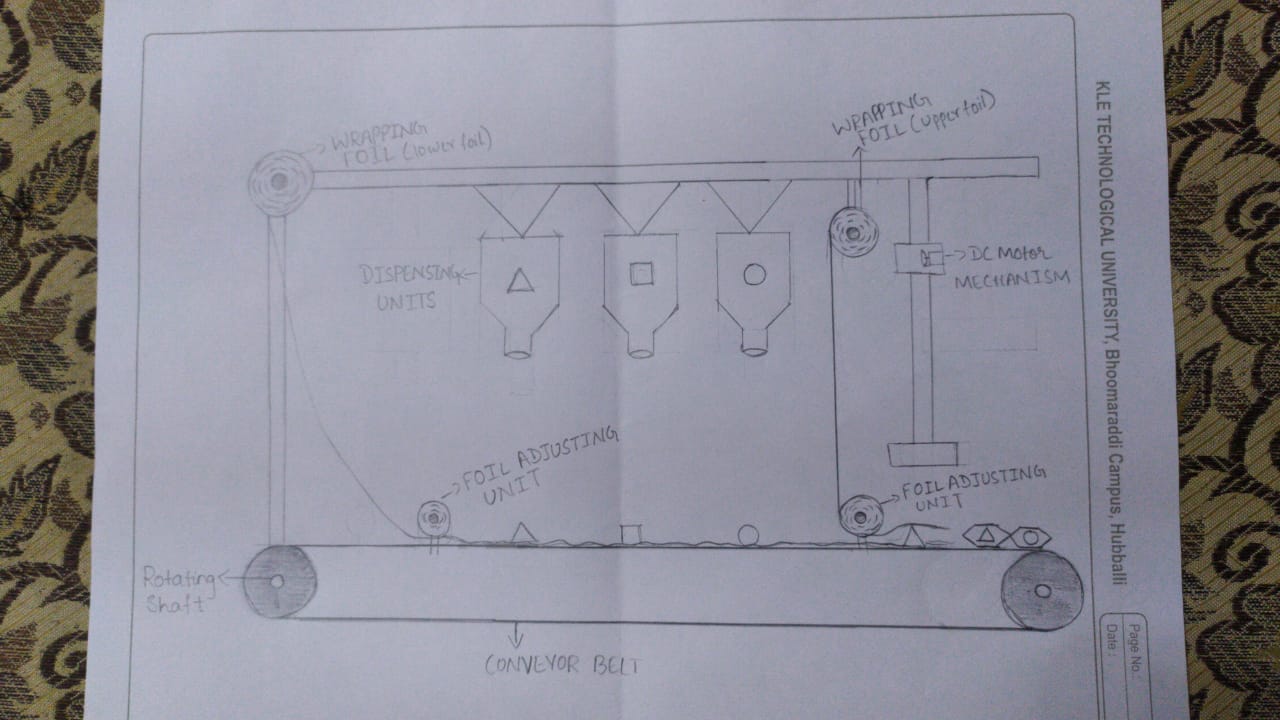 WRAPPING
FOIL (lower foil)
WRAPPING
FOIL (upper foil)
DISPENSING
UNITS
DC Motor
MECHANISM
FOIL ADJUSTING
UNIT
FOIL ADJUSTING
UNIT
Rotating
Shaft
CONVEYOR BELT
KLE TECHNOLOGICAL UNIVERSITY, Bhoomaraddi Campus, Hubballi
Page No.
Date :